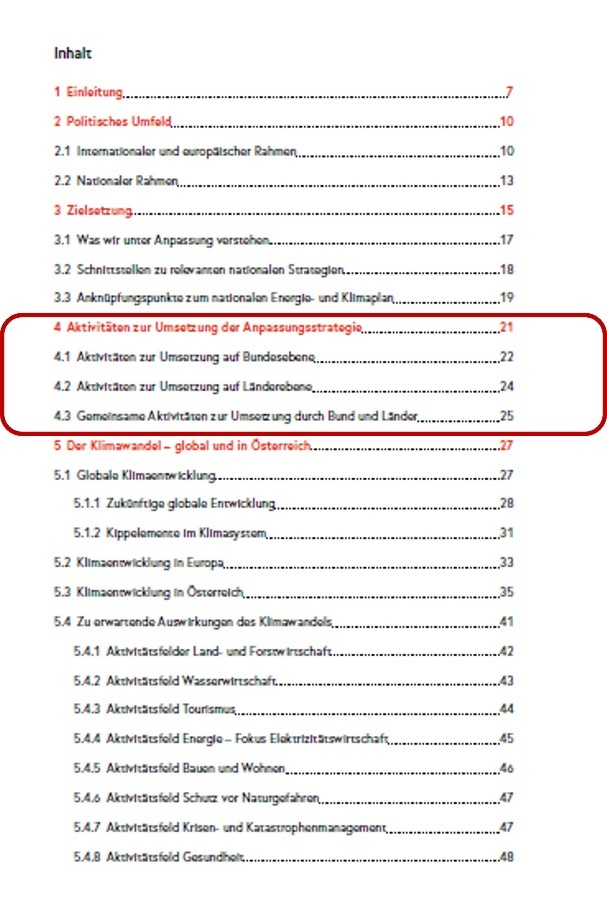 Inhalt
1 Einleitung 7
2 Politisches Umfeld 10
2.1 Internationaler und europäischer Rahmen 10
2.2 Nationaler Rahmen 13
3 Zielsetzung 15
3.1 Was wir unter Anpassung verstehen 17
3.2 Schnittstellen zu relevanten nationalen Strategien 18
3.3 Anknüpfungspunkte zum nationalen Energie- und Klimaplan 19
4 Aktivitäten zur Umsetzung der Anpassungsstrategie 21
4.1 Aktivitäten zur Umsetzung auf Bundesebene 22
4.2 Aktivitäten zur Umsetzung auf Länderebene 24
4.3 Gemeinsame Aktivitäten zur Umsetzung durch Bund und Länder 25
5 Der Klimawandel – global und in Österreich 27
5.1 Globale Klimaentwicklung 27
5.1.1 Zukünftige globale Entwicklung 28
5.1.2 Kippelemente im Klimasystem 31
5.2 Klimaentwicklung in Europa 33
5.3 Klimaentwicklung in Österreich 35
5.4 Zu erwartende Auswirkungen des Klimawandels 41
5.4.1 Aktivitätsfelder Land- und Forstwirtschaft 42
5.4.2 Aktivitätsfeld Wasserwirtschaft 43
5.4.3 Aktivitätsfeld Tourismus 44
5.4.4 Aktivitätsfeld Energie – Fokus Elektrizitätswirtschaft 45
5.4.5 Aktivitätsfeld Bauen und Wohnen 46
5.4.6 Aktivitätsfeld Schutz vor Naturgefahren 47
5.4.7 Aktivitätsfeld Krisen- und Katastrophenmanagement 47
5.4.8 Aktivitätsfeld Gesundheit 48